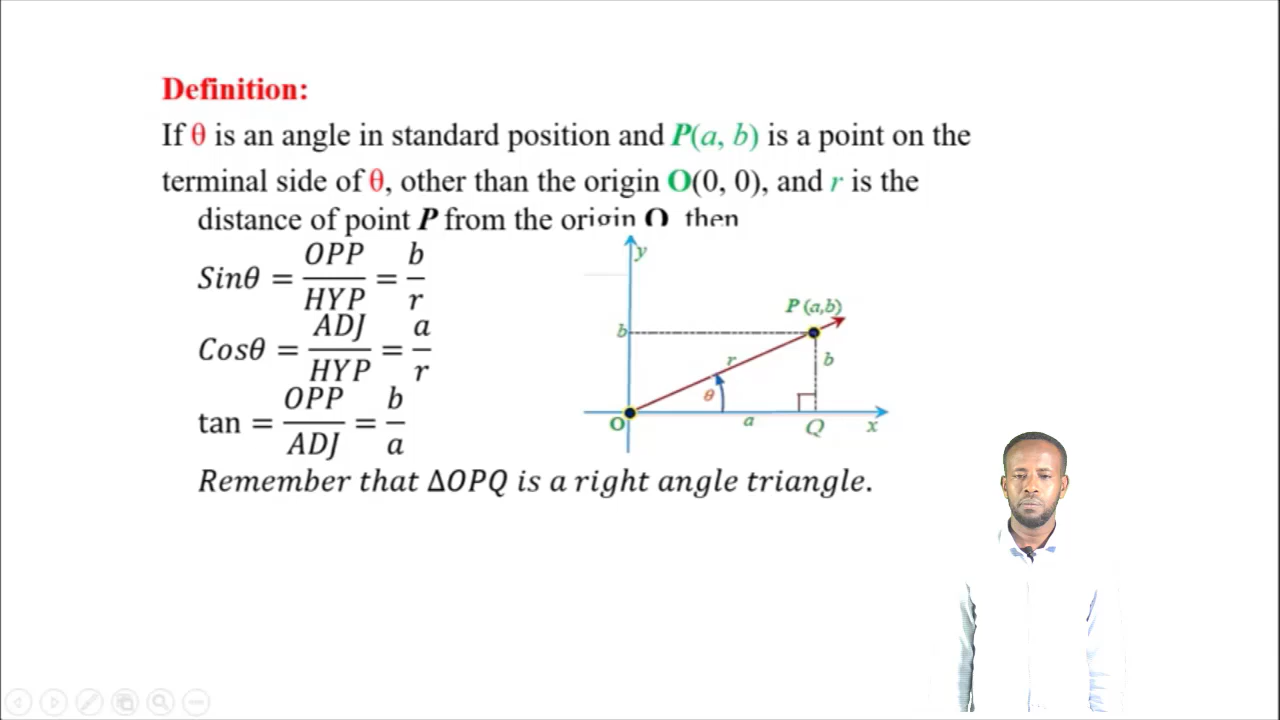 Definition:
If θ is an angle in standard position and P(a, b) is a point on the
terminal side of θ, other than the origin O(0, 0), and r is the
distance of point P from the origin O, then
Sinθ = OPP/HYP = b/r
Cosθ = ADJ/HYP = a/r
tan = OPP/ADJ = b/a
y
P (a,b)
b
r
b
θ
O
a
Q
x
Remember that ΔOPQ is a right angle triangle.